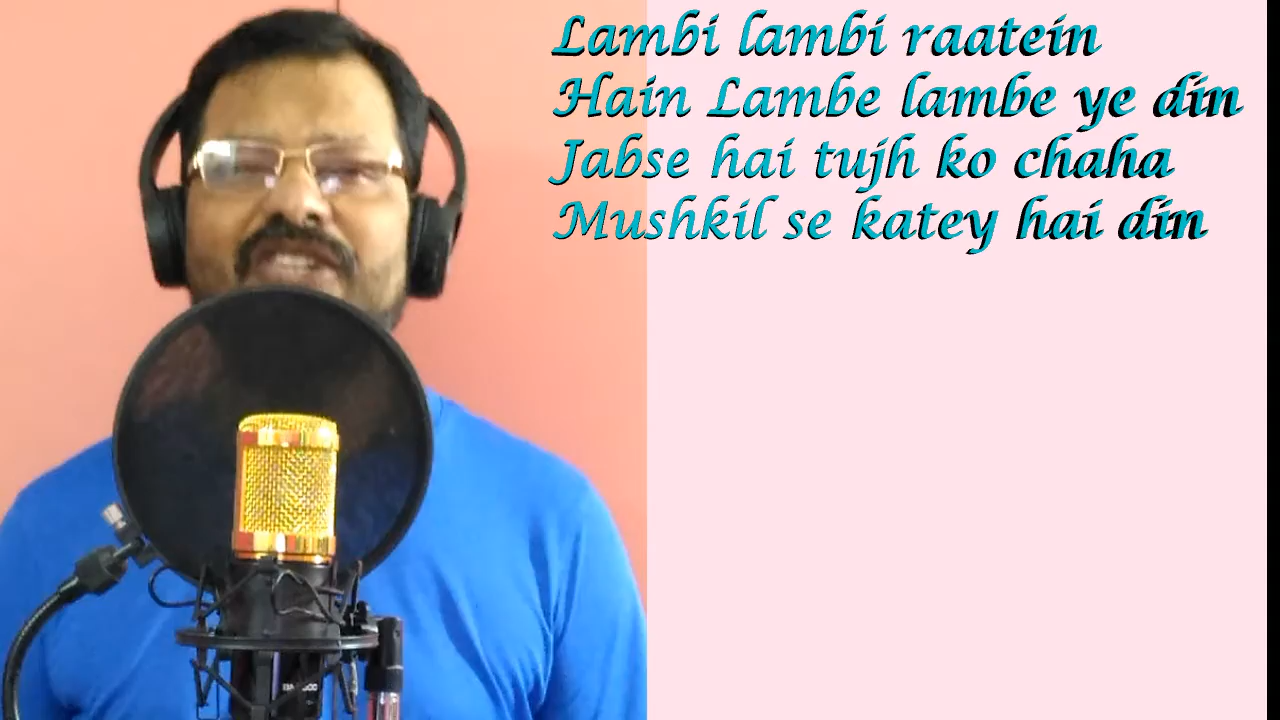 Lambi lambi raatein
Hain Lambe lambe ye din
Jabse hai tujh ko chaha
Mushkil se katey hai din